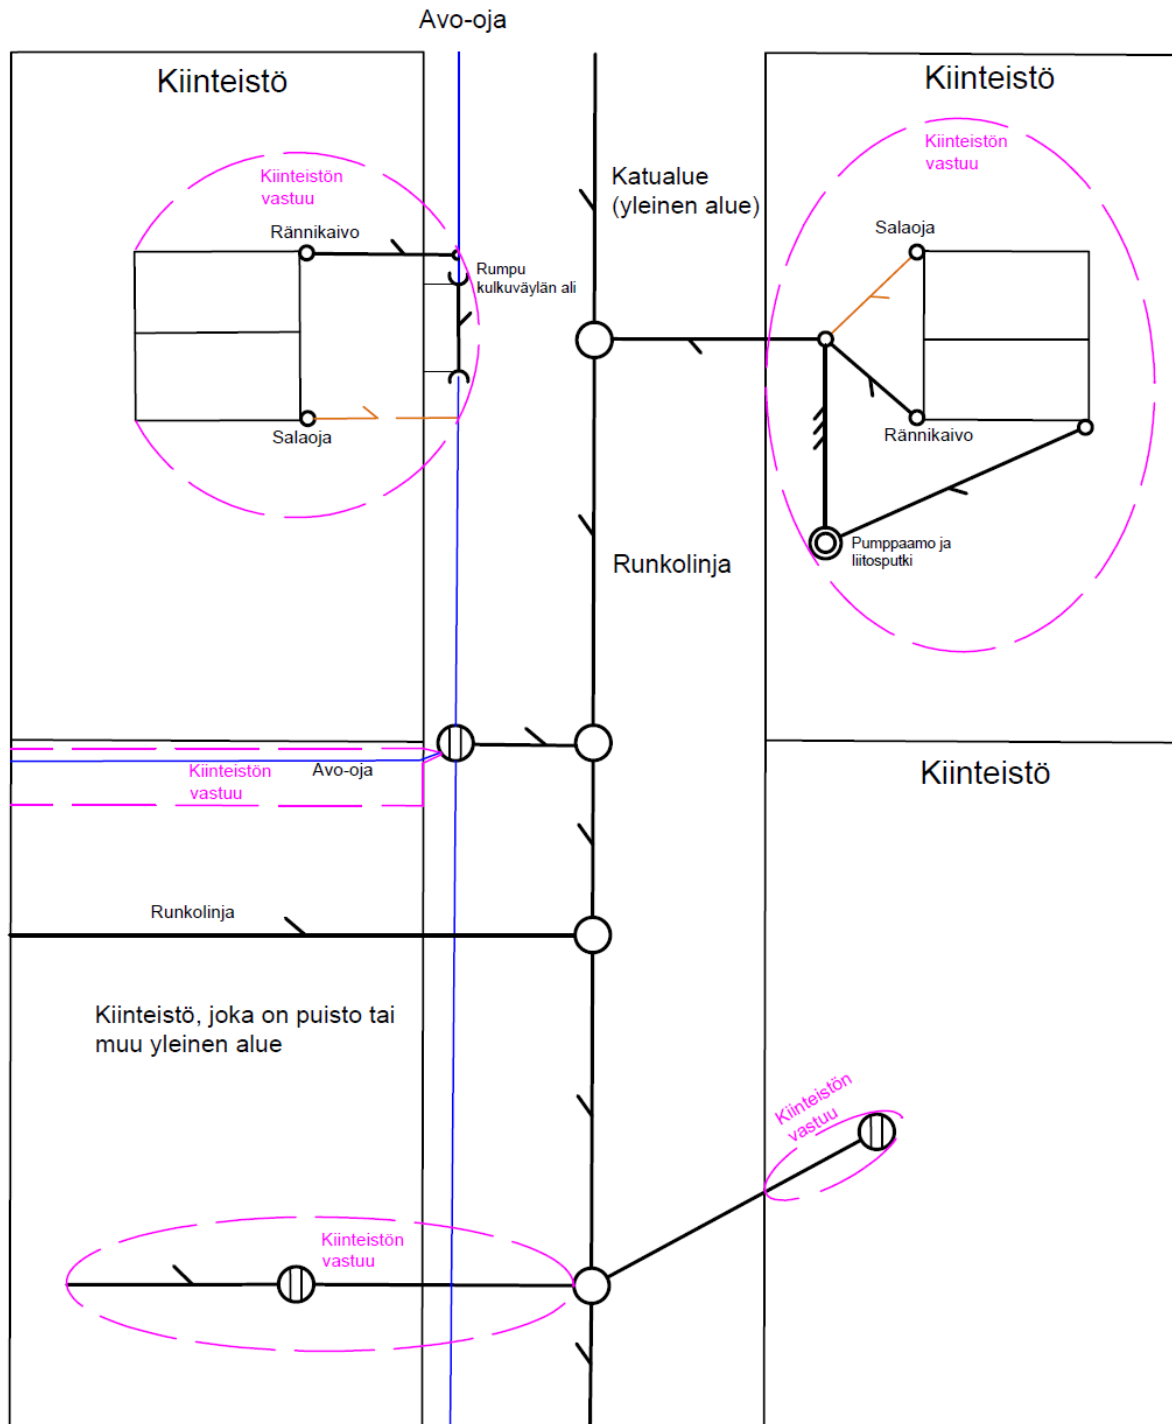 Avo-oja
Kiinteistö
Kiinteistö
Kiinteistön
vastuu
Kiinteistön
vastuu
Katualue
(yleinen alue)
Rännikaivo
Salaoja
Rumpu
kulkuväylän ali
Salaoja
Rännikaivo
Runkolinja
Pumppaamo ja
liitosputki
Kiinteistön
vastuu
Avo-oja
Kiinteistö
Runkolinja
Kiinteistö, joka on puisto tai
muu yleinen alue
Kiinteistön
vastuu
Kiinteistön
vastuu